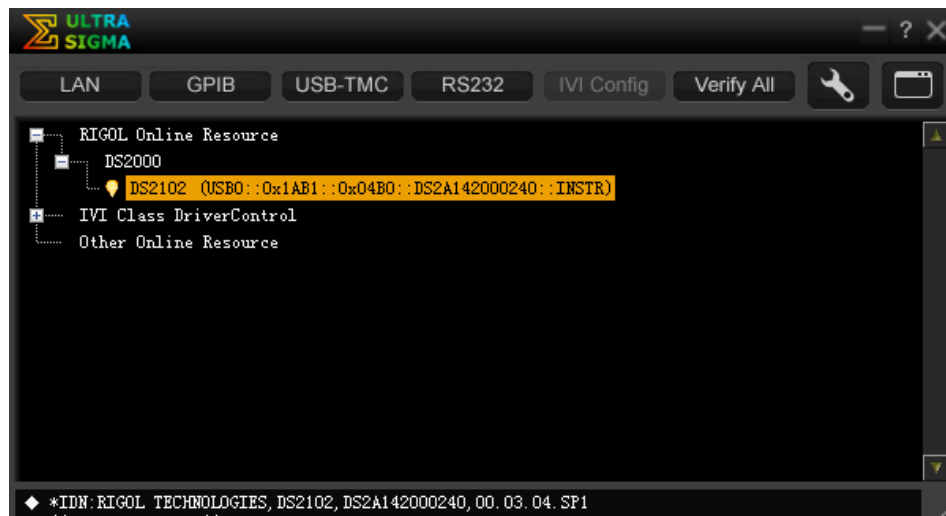 ULTRA
SIGMA
?
LAN GPIB USB-TMC RS232 IVI Config Verify All
RIGOL Online Resource
DS2000
DS2102 (USB0::0x1AB1::0x04B0::DS2A142000240::INSTR)
IVI Class DriverControl
Other Online Resource
*IDN:RIGOL TECHNOLOGIES,DS2102,DS2A142000240,00.03.04.SP1